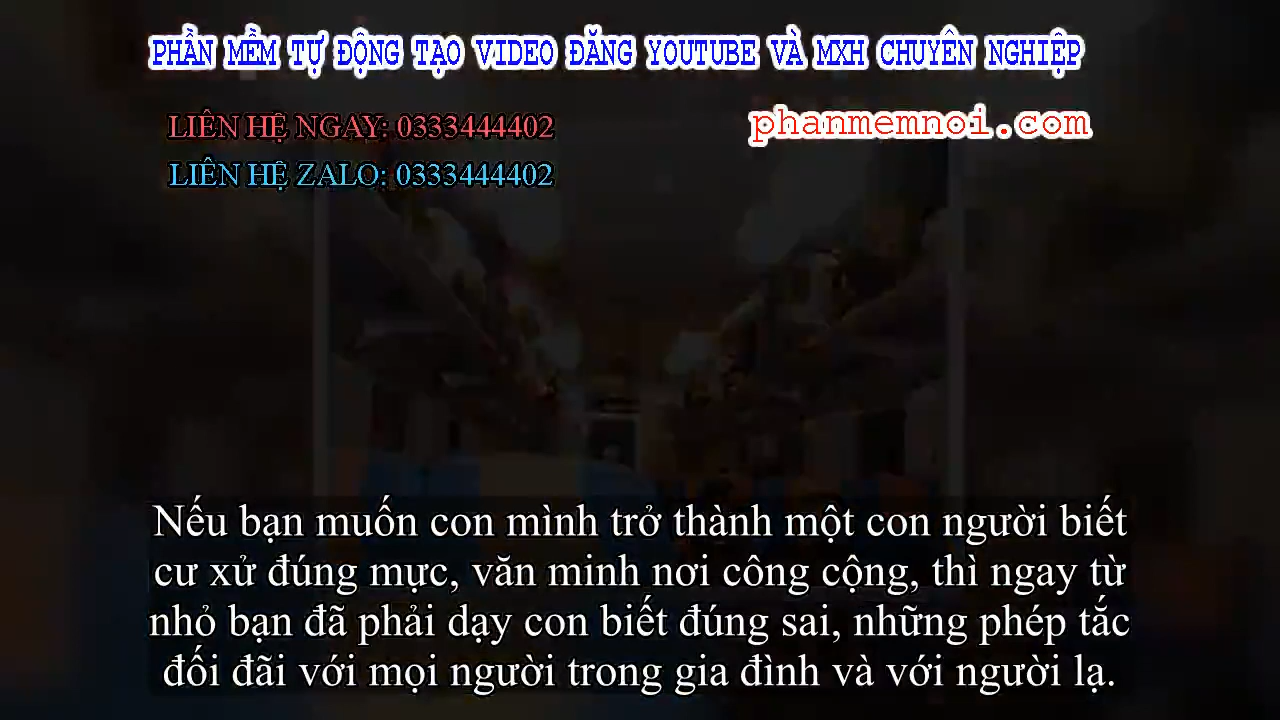 PHẦN MỀM TỰ ĐỘNG TẠO VIDEO ĐĂNG YOUTUBE VÀ MXH CHUYÊN NGHIỆP
LIÊN HỆ NGAY: 0333444402
phanmemnoi.com
LIÊN HỆ ZALO: 0333444402
Nếu bạn muốn con mình trở thành một con người biết
cư xử đúng mực, văn minh nơi công cộng, thì ngay từ
nhỏ bạn đã phải dạy con biết đúng sai, những phép tắc
đối đãi với mọi người trong gia đình và với người lạ.